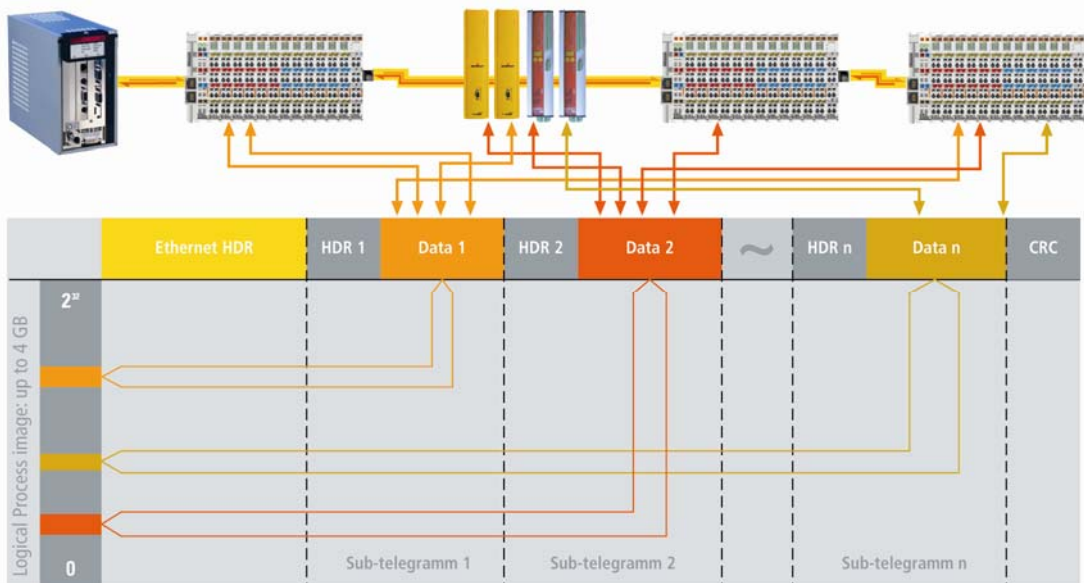 Ethernet HDR
HDR 1
Data 1
HDR 2
Data 2
~
HDR n
Data n
CRC
2³²
Logical Process image: up to 4 GB
0
Sub-telegramm 1
Sub-telegramm 2
Sub-telegramm n